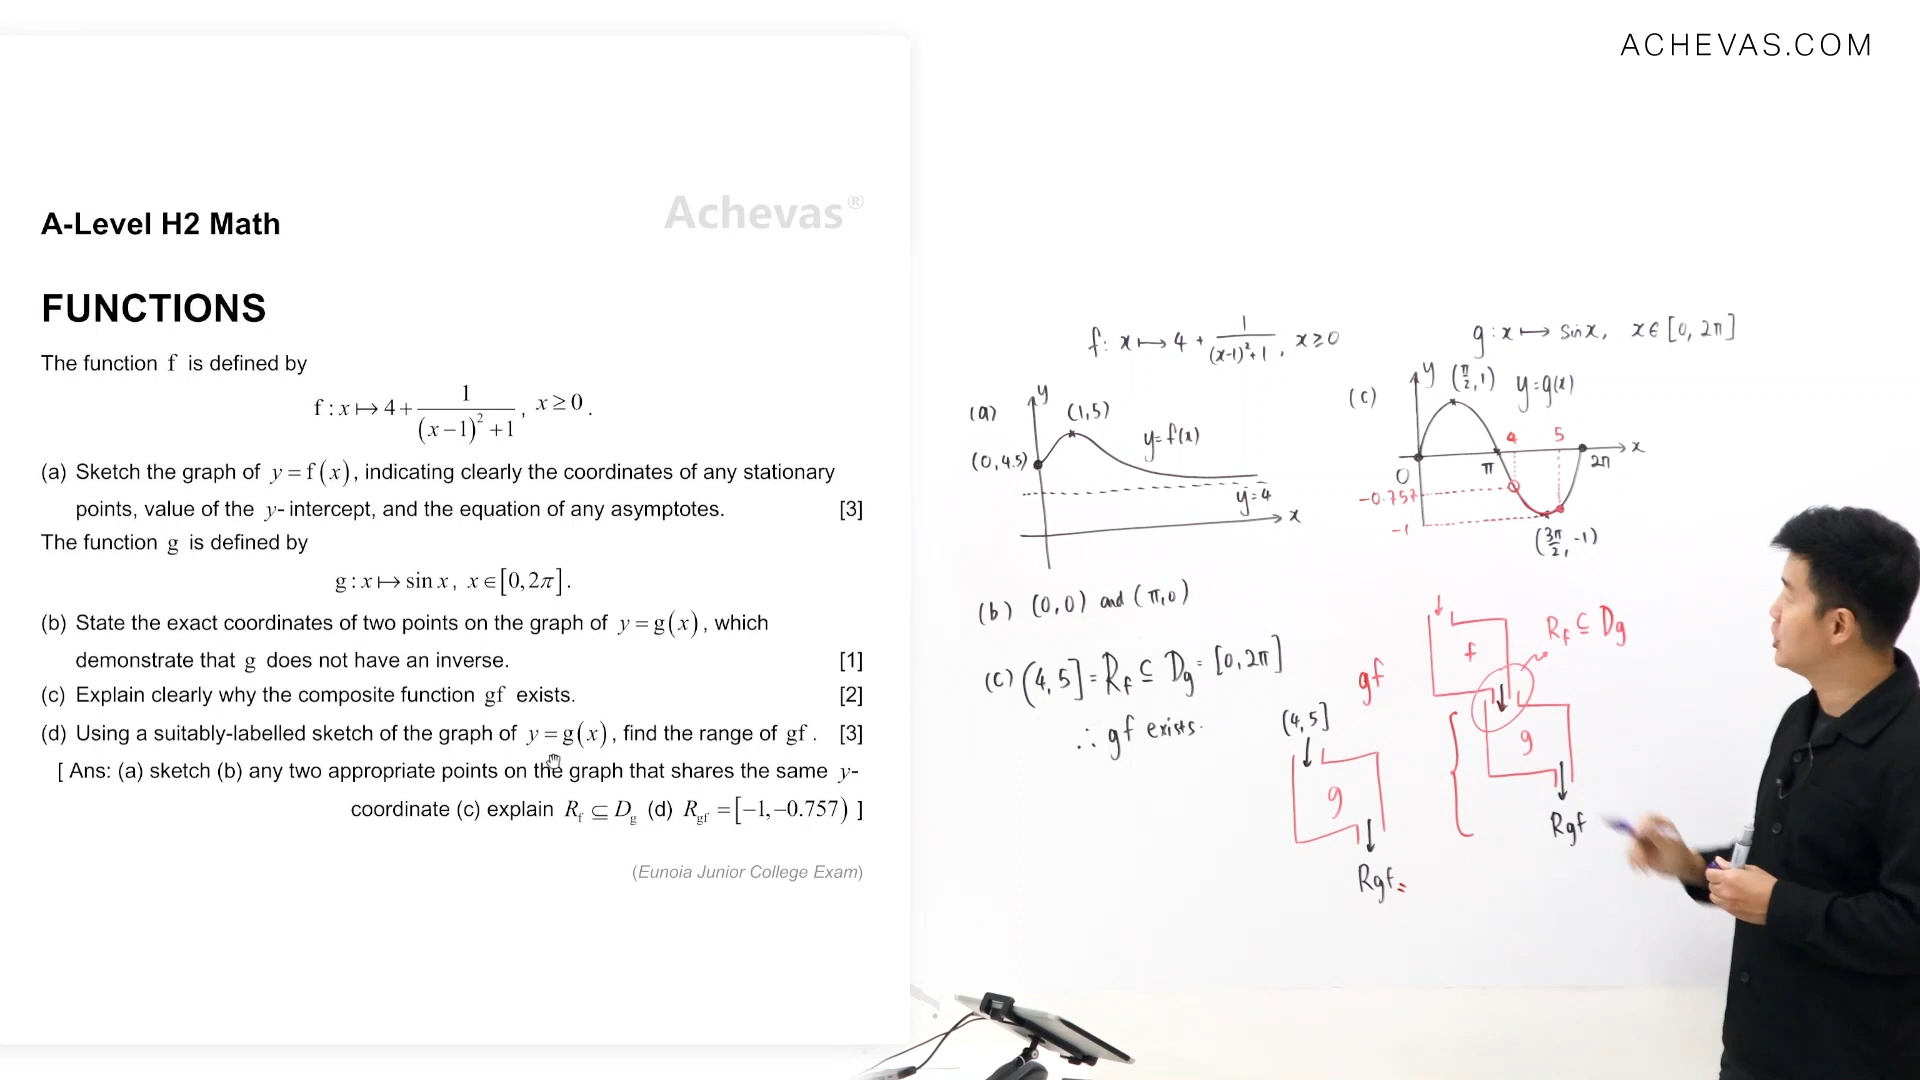 ACHEVAS.COM
Achevas®
A-Level H2 Math
FUNCTIONS
The function f is defined by
f : x ↦ 4 + 1/((x−1)² + 1), x ≥ 0.
(a) Sketch the graph of y = f(x), indicating clearly the coordinates of any stationary
points, value of the y-intercept, and the equation of any asymptotes. [3]
The function g is defined by
g : x ↦ sin x, x ∈ [0, 2π].
(b) State the exact coordinates of two points on the graph of y = g(x), which
demonstrate that g does not have an inverse. [1]
(c) Explain clearly why the composite function gf exists. [2]
(d) Using a suitably-labelled sketch of the graph of y = g(x), find the range of gf. [3]
[ Ans: (a) sketch (b) any two appropriate points on the graph that shares the same y-
coordinate (c) explain R_f ⊆ D_g (d) R_gf = [−1, −0.757) ]
(Eunoia Junior College Exam)
f: x ↦ 4 + 1/((x-1)²+1), x ≥ 0
g : x ↦ sin x, x ∈ [0, 2π]
(a)
y
(1,5)
y=f(x)
(0,4.5)
y=4
x
(c)
y
(π/2, 1)
y=g(x)
4
5
x
0
π
2π
-0.757
-1
(3π/2, -1)
(b) (0,0) and (π,0)
(c) (4,5] = Rf ⊆ Dg = [0, 2π]
∴ gf exists.
gf
f
Rf ⊆ Dg
g
Rgf
(4,5]
g
Rgf =